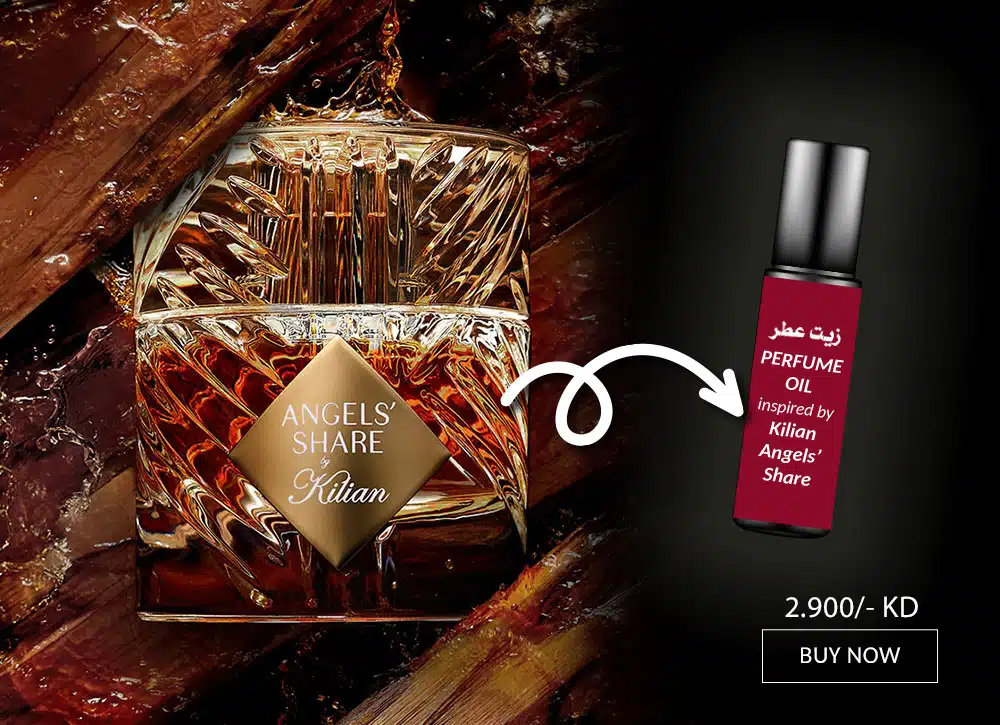 ANGELS'
SHARE
by
Kilian
زيت عطر
PERFUME
OIL
inspired by
Kilian
Angels'
Share
2.900/- KD
BUY NOW